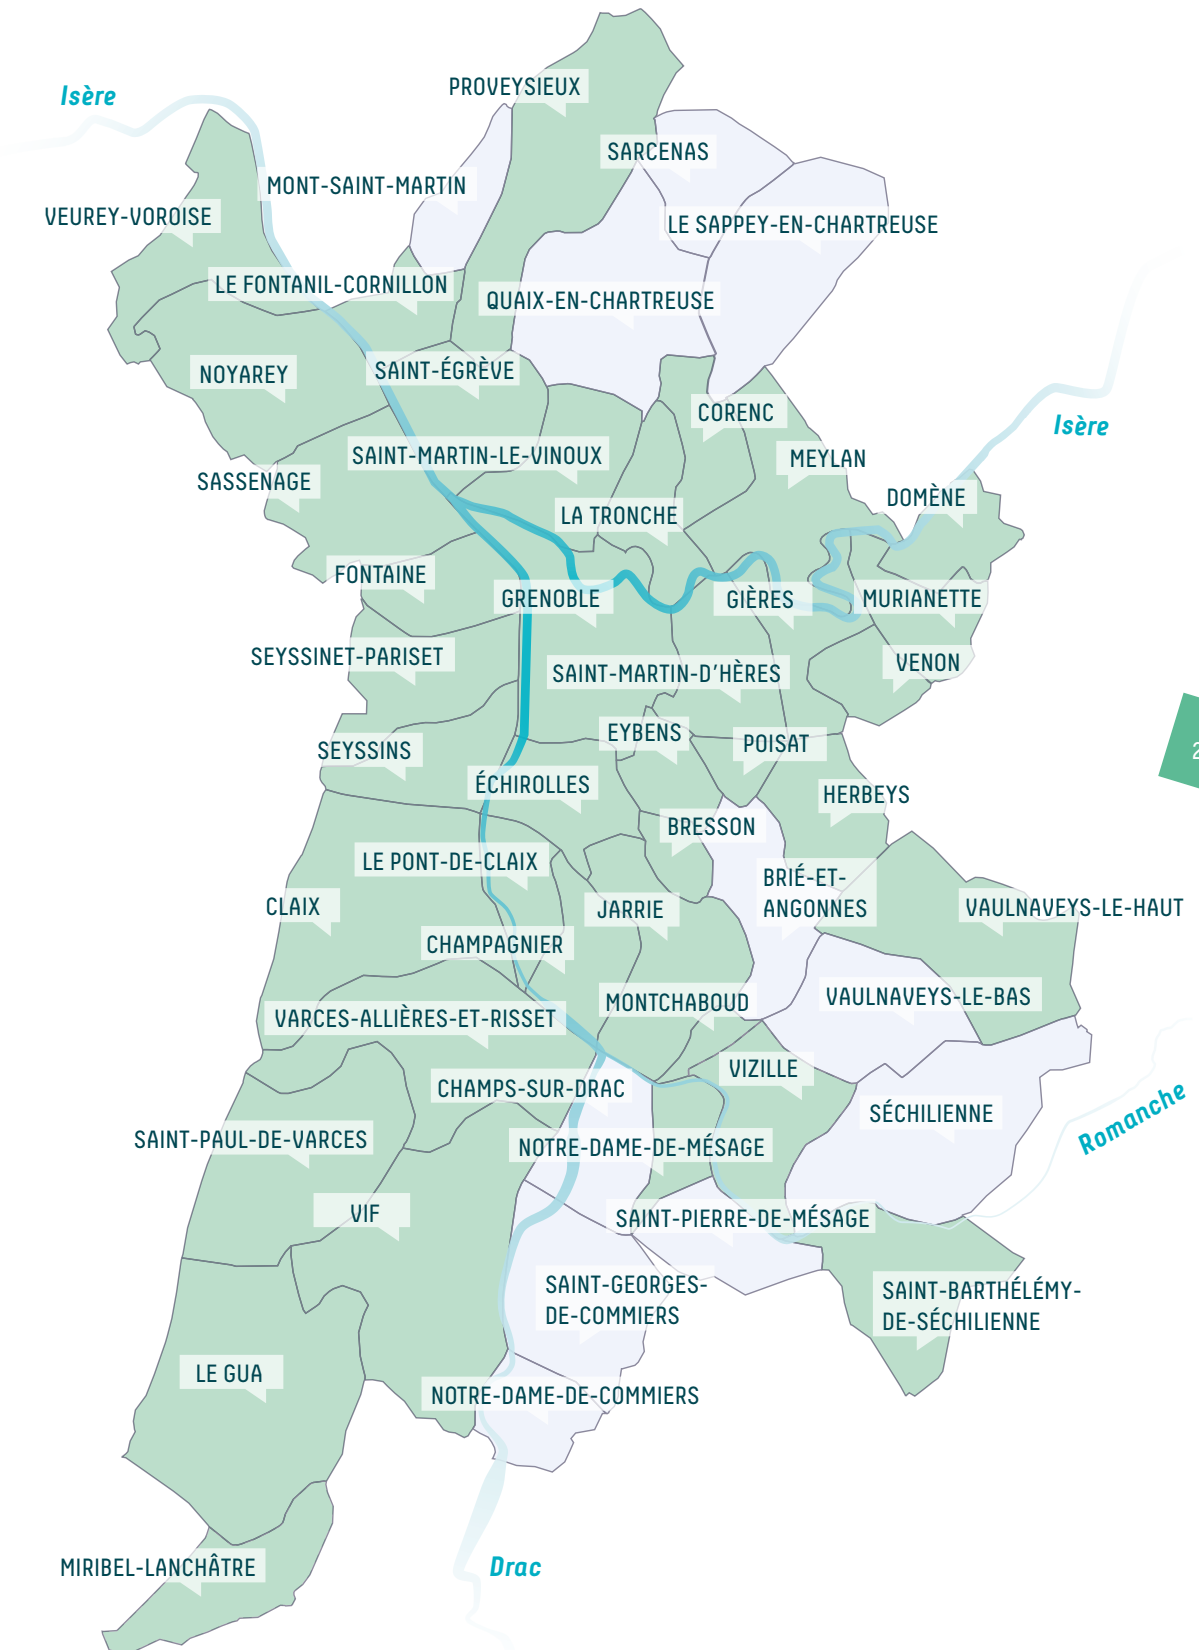 PROVEYSIEUX
Isère
SARCENAS
MONT-SAINT-MARTIN
VEUREY-VOROISE
LE SAPPEY-EN-CHARTREUSE
LE FONTANIL-CORNILLON
QUAIX-EN-CHARTREUSE
NOYAREY
SAINT-ÉGRÈVE
CORENC
Isère
SAINT-MARTIN-LE-VINOUX
MEYLAN
SASSENAGE
DOMÈNE
LA TRONCHE
FONTAINE
GRENOBLE
GIÈRES
MURIANETTE
SEYSSINET-PARISET
VENON
SAINT-MARTIN-D'HÈRES
EYBENS
POISAT
SEYSSINS
2
ÉCHIROLLES
HERBEYS
BRESSON
LE PONT-DE-CLAIX
BRIÉ-ET-
ANGONNES
CLAIX
JARRIE
VAULNAVEYS-LE-HAUT
CHAMPAGNIER
VAULNAVEYS-LE-BAS
MONTCHABOUD
VARCES-ALLIÈRES-ET-RISSET
VIZILLE
CHAMPS-SUR-DRAC
SÉCHILIENNE
Romanche
SAINT-PAUL-DE-VARCES
NOTRE-DAME-DE-MÉSAGE
VIF
SAINT-PIERRE-DE-MÉSAGE
SAINT-GEORGES-
DE-COMMIERS
SAINT-BARTHÉLÉMY-
DE-SÉCHILIENNE
LE GUA
NOTRE-DAME-DE-COMMIERS
MIRIBEL-LANCHÂTRE
Drac